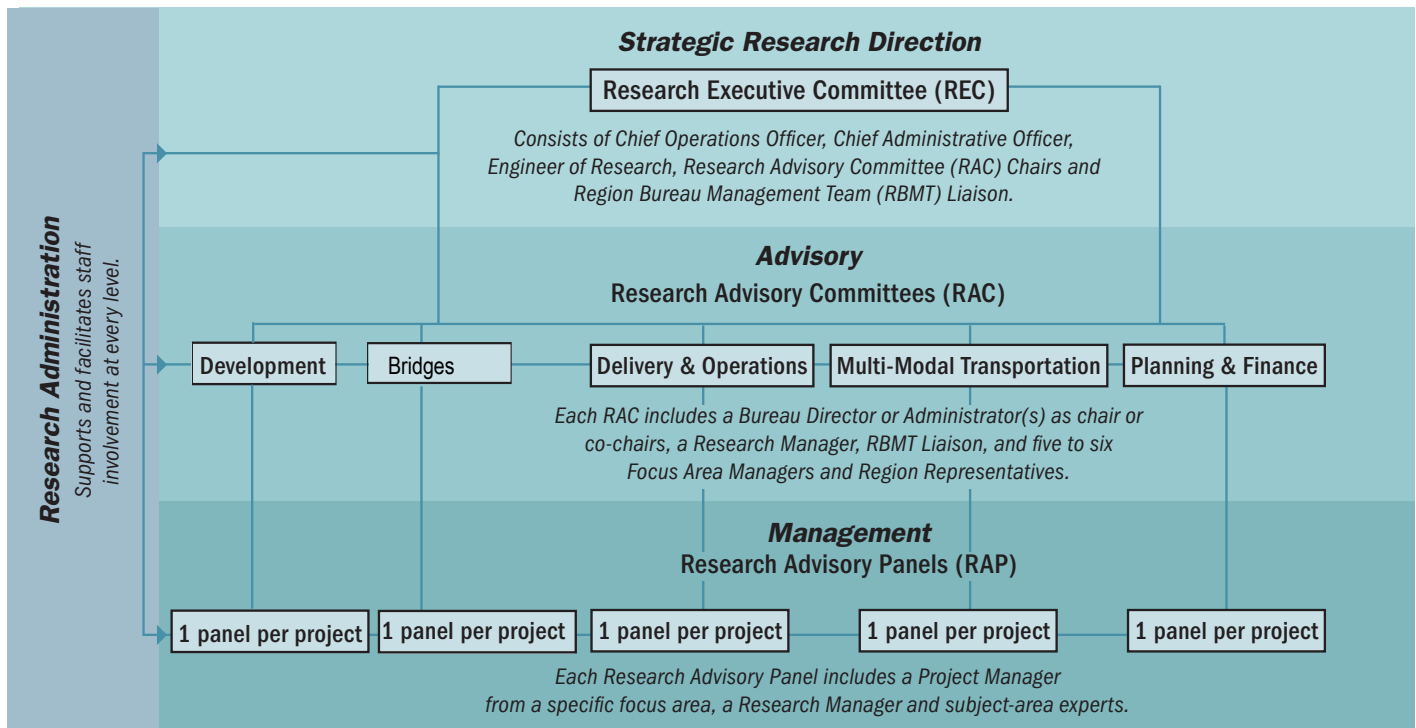 Research Administration
Supports and facilitates staff
involvement at every level.
Strategic Research Direction
Research Executive Committee (REC)
Consists of Chief Operations Officer, Chief Administrative Officer,
Engineer of Research, Research Advisory Committee (RAC) Chairs and
Region Bureau Management Team (RBMT) Liaison.
Advisory
Research Advisory Committees (RAC)
Development
Bridges
Delivery & Operations
Multi-Modal Transportation
Planning & Finance
Each RAC includes a Bureau Director or Administrator(s) as chair or
co-chairs, a Research Manager, RBMT Liaison, and five to six
Focus Area Managers and Region Representatives.
Management
Research Advisory Panels (RAP)
1 panel per project
1 panel per project
1 panel per project
1 panel per project
1 panel per project
Each Research Advisory Panel includes a Project Manager
from a specific focus area, a Research Manager and subject-area experts.